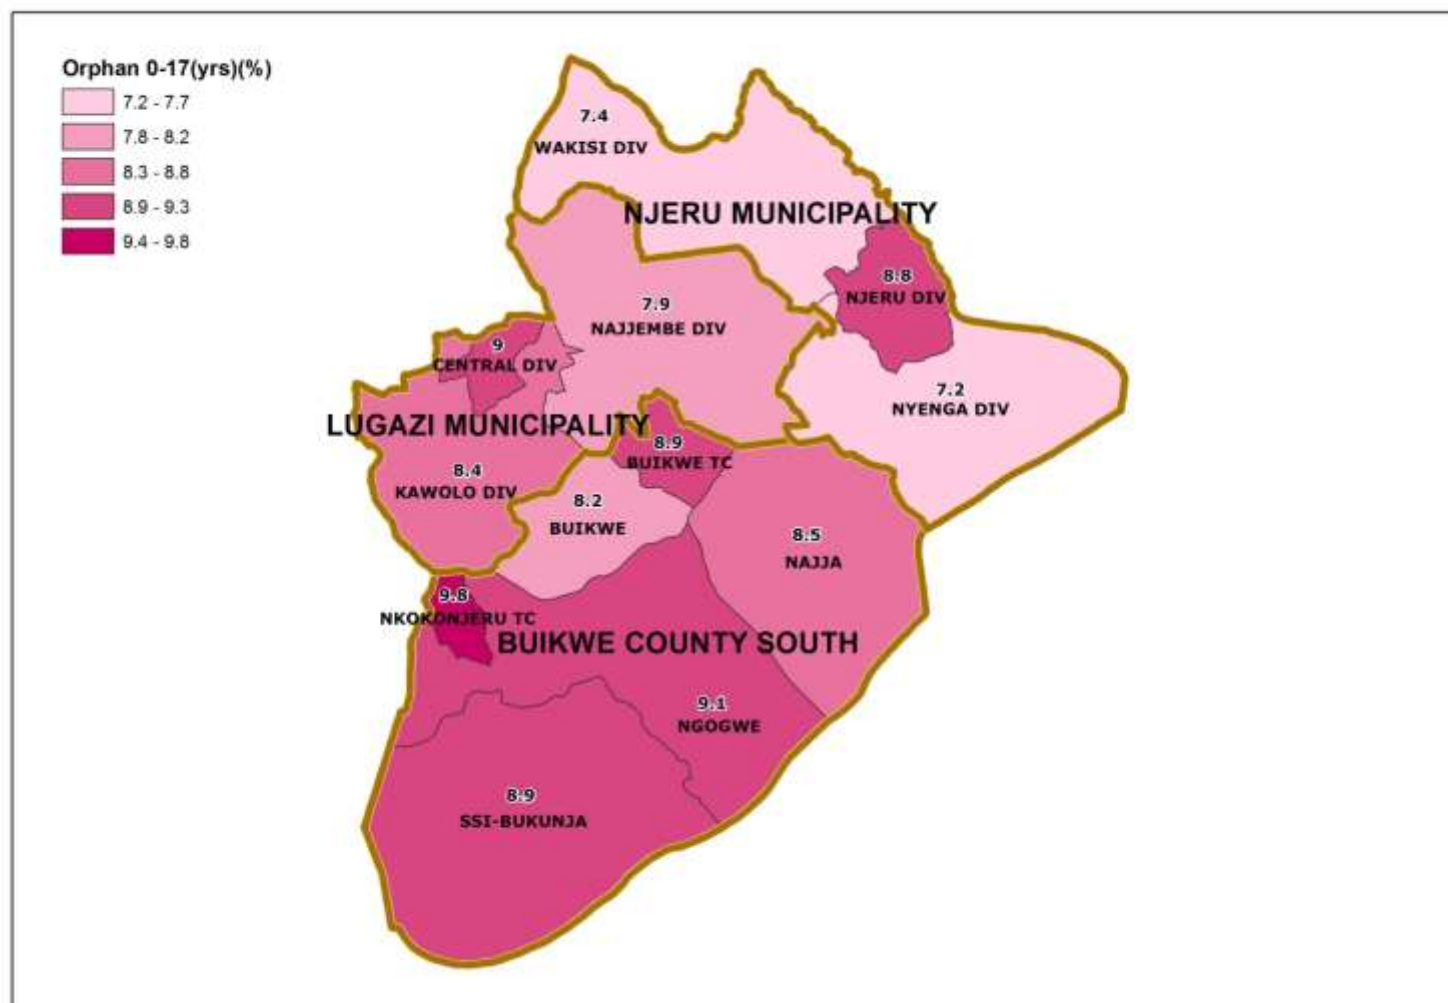 Orphan 0-17(yrs)(%)
7.2 - 7.7
7.8 - 8.2
8.3 - 8.8
8.9 - 9.3
9.4 - 9.8
7.4
WAKISI DIV
NJERU MUNICIPALITY
8.8
NJERU DIV
7.9
NAJJEMBE DIV
9
CENTRAL DIV
7.2
NYENGA DIV
LUGAZI MUNICIPALITY
8.9
BUIKWE TC
8.4
KAWOLO DIV
8.2
BUIKWE
8.5
NAJJA
9.8
NKOKONJERU TC
BUIKWE COUNTY SOUTH
9.1
NGOGWE
8.9
SSI-BUKUNJA